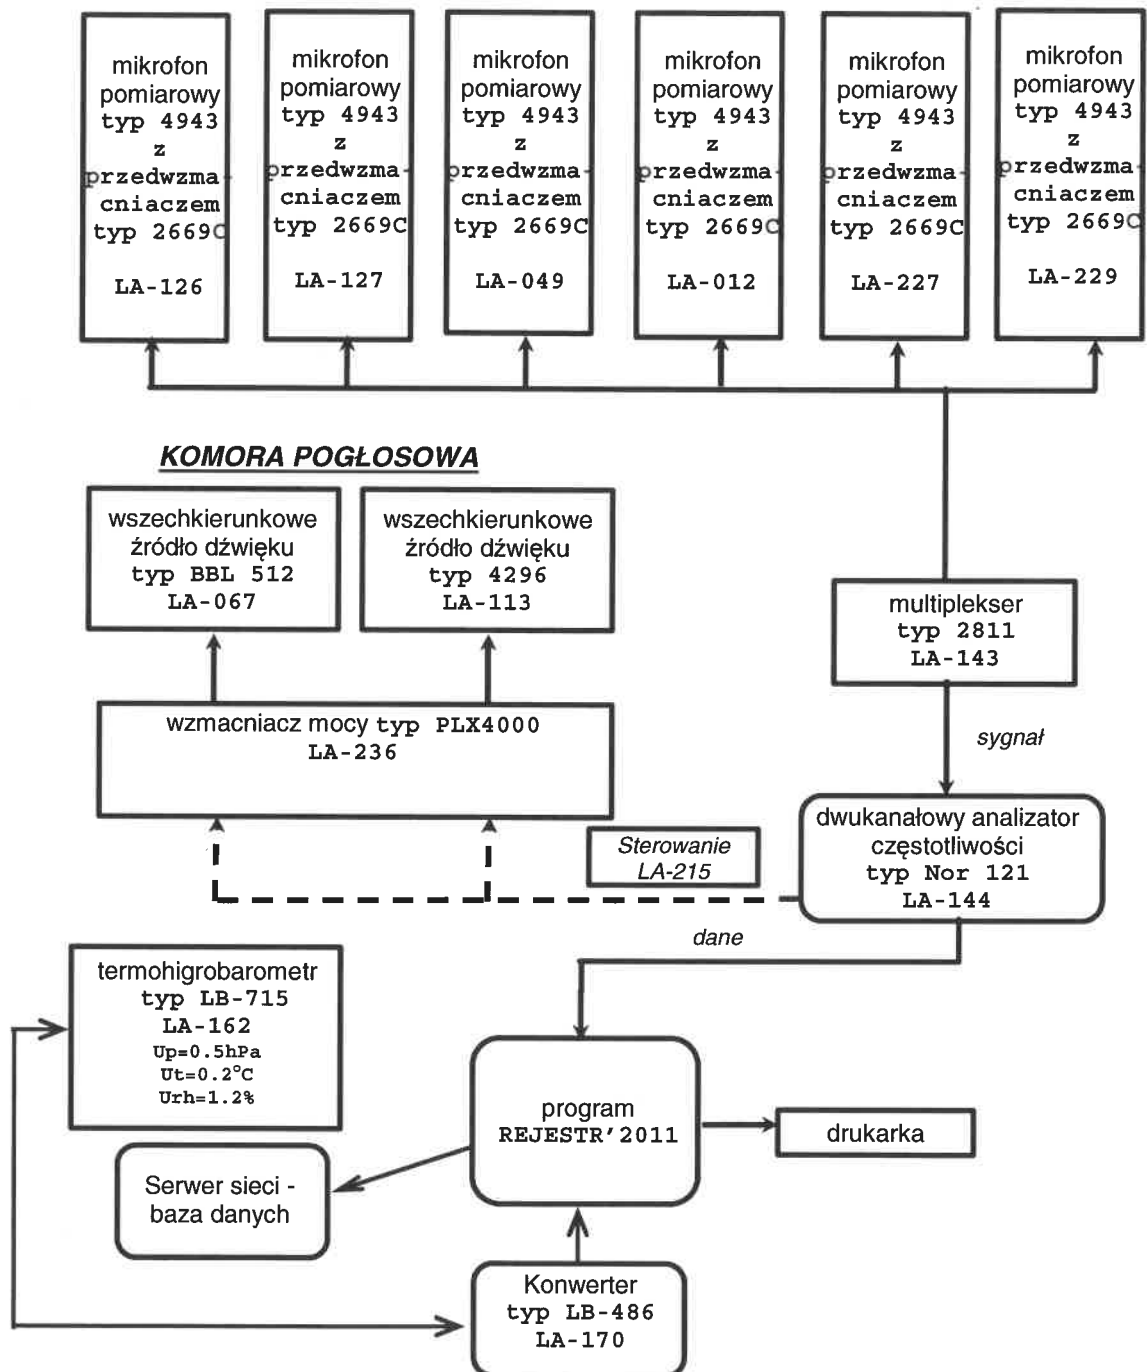 mikrofon
pomiarowy
typ 4943
z
przedwzma-
cniaczem
typ 2669C
LA-126
mikrofon
pomiarowy
typ 4943
z
przedwzma-
cniaczem
typ 2669C
LA-127
mikrofon
pomiarowy
typ 4943
z
przedwzma-
cniaczem
typ 2669C
LA-049
mikrofon
pomiarowy
typ 4943
z
przedwzma-
cniaczem
typ 2669C
LA-012
mikrofon
pomiarowy
typ 4943
z
przedwzma-
cniaczem
typ 2669C
LA-227
mikrofon
pomiarowy
typ 4943
z
przedwzma-
cniaczem
typ 2669C
LA-229
KOMORA POGŁOSOWA
wszechkierunkowe
źródło dźwięku
typ BBL 512
LA-067
wszechkierunkowe
źródło dźwięku
typ 4296
LA-113
multiplekser
typ 2811
LA-143
wzmacniacz mocy typ PLX4000
LA-236
sygnał
dwukanałowy analizator
częstotliwości
typ Nor 121
LA-144
Sterowanie
LA-215
dane
termohigrobarometr
typ LB-715
LA-162
Up=0.5hPa
Ut=0.2°C
Urh=1.2%
program
REJESTR'2011
drukarka
Serwer sieci -
baza danych
Konwerter
typ LB-486
LA-170